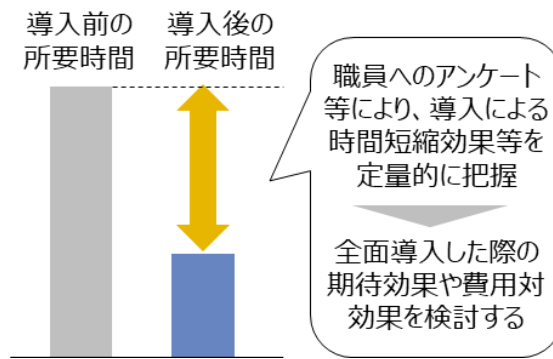 導入前の
所要時間
導入後の
所要時間
職員へのアンケート
等により、導入による
時間短縮効果等を
定量的に把握
全面導入した際の
期待効果や費用対
効果を検討する